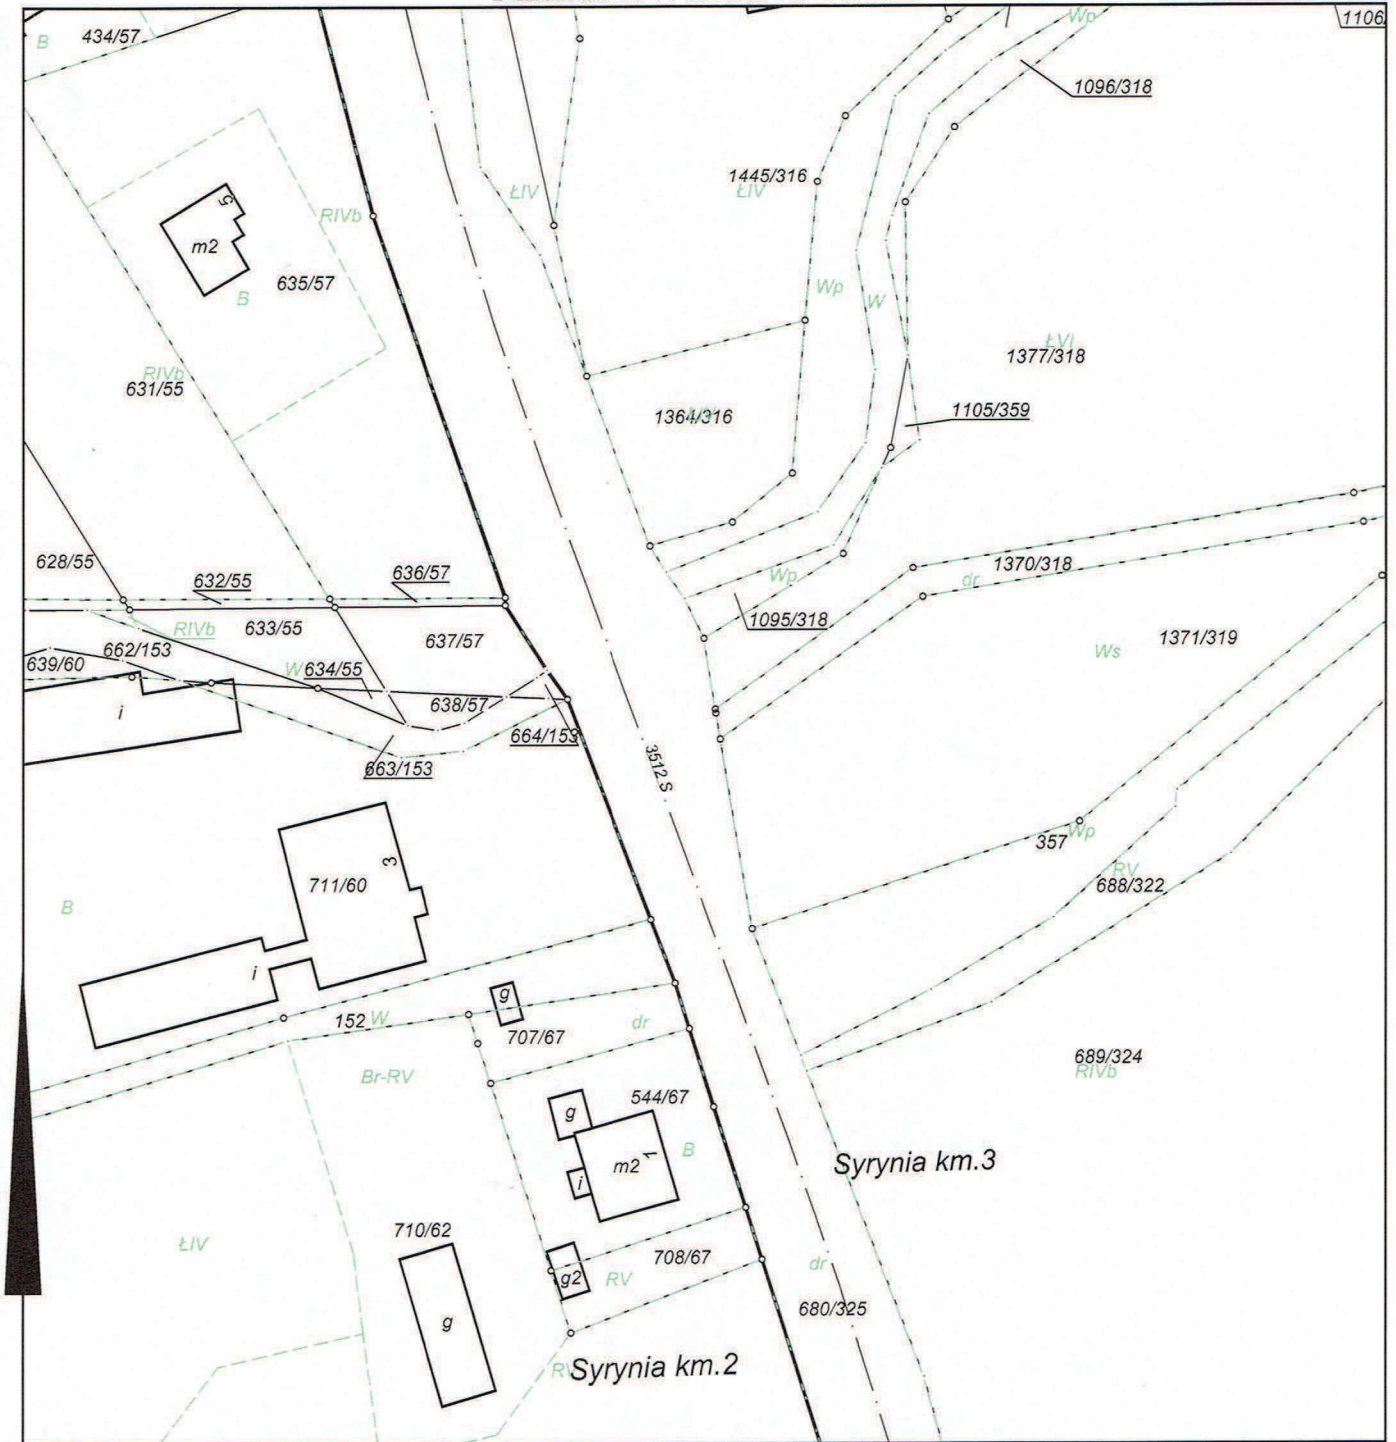 B
434/57
Wp
1106
1096/318
5
m2
RIVb
635/57
B
ŁIV
1445/316
ŁIV
Wp
W
RIVb
631/55
ŁVI
1377/318
1364/316
1105/359
628/55
632/55
636/57
1370/318
dr
Wp
1095/318
RIVb
633/55
637/57
1371/319
Ws
639/60
662/153
W
634/55
638/57
664/153
i
663/153
3512 S
357
Wp
RV
688/322
3
711/60
B
i
g
152
W
707/67
dr
Br-RV
689/324
RIVb
544/67
g
m2
1
B
i
Syrynia km.3
ŁIV
710/62
708/67
g2
RV
dr
680/325
g
Syrynia km.2